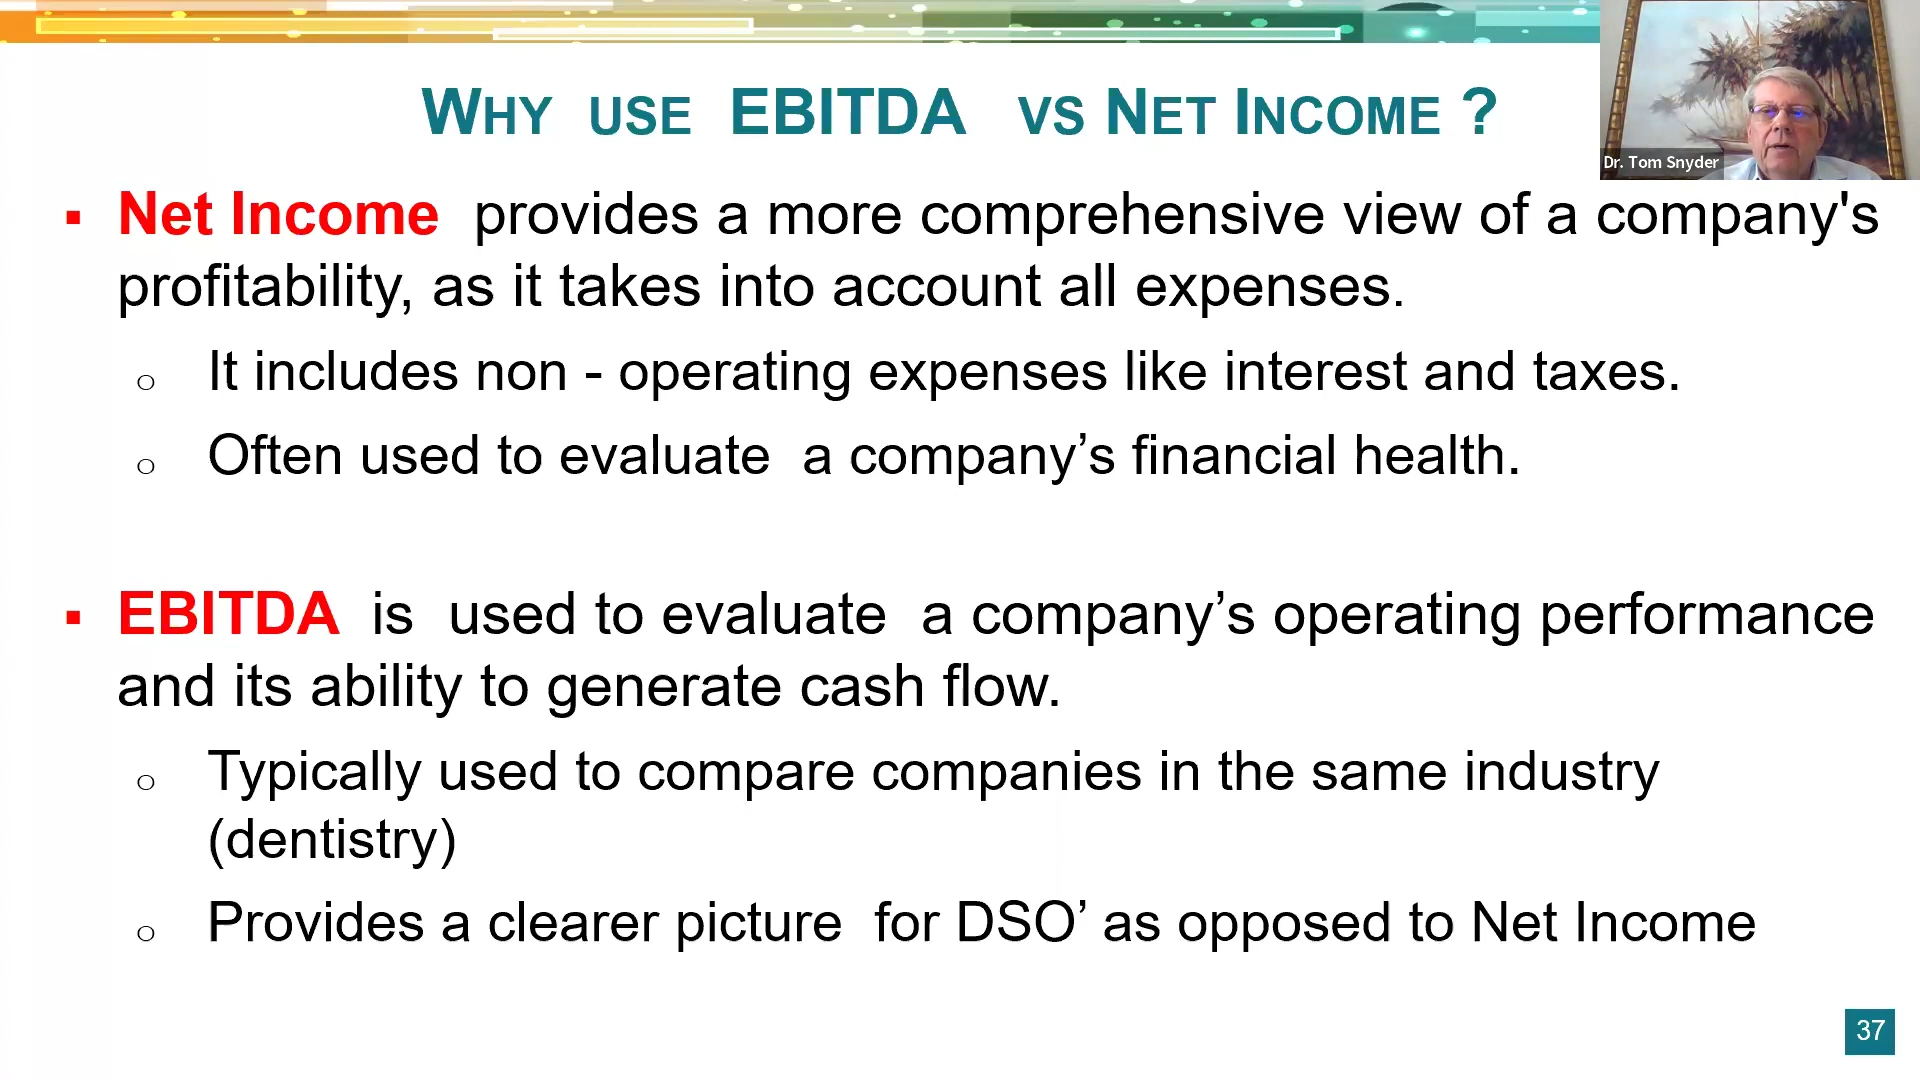 WHY USE EBITDA VS NET INCOME ?
Dr. Tom Snyder
▪ Net Income provides a more comprehensive view of a company's
profitability, as it takes into account all expenses.
o It includes non - operating expenses like interest and taxes.
o Often used to evaluate a company’s financial health.
▪ EBITDA is used to evaluate a company’s operating performance
and its ability to generate cash flow.
o Typically used to compare companies in the same industry
(dentistry)
o Provides a clearer picture for DSO’ as opposed to Net Income
37